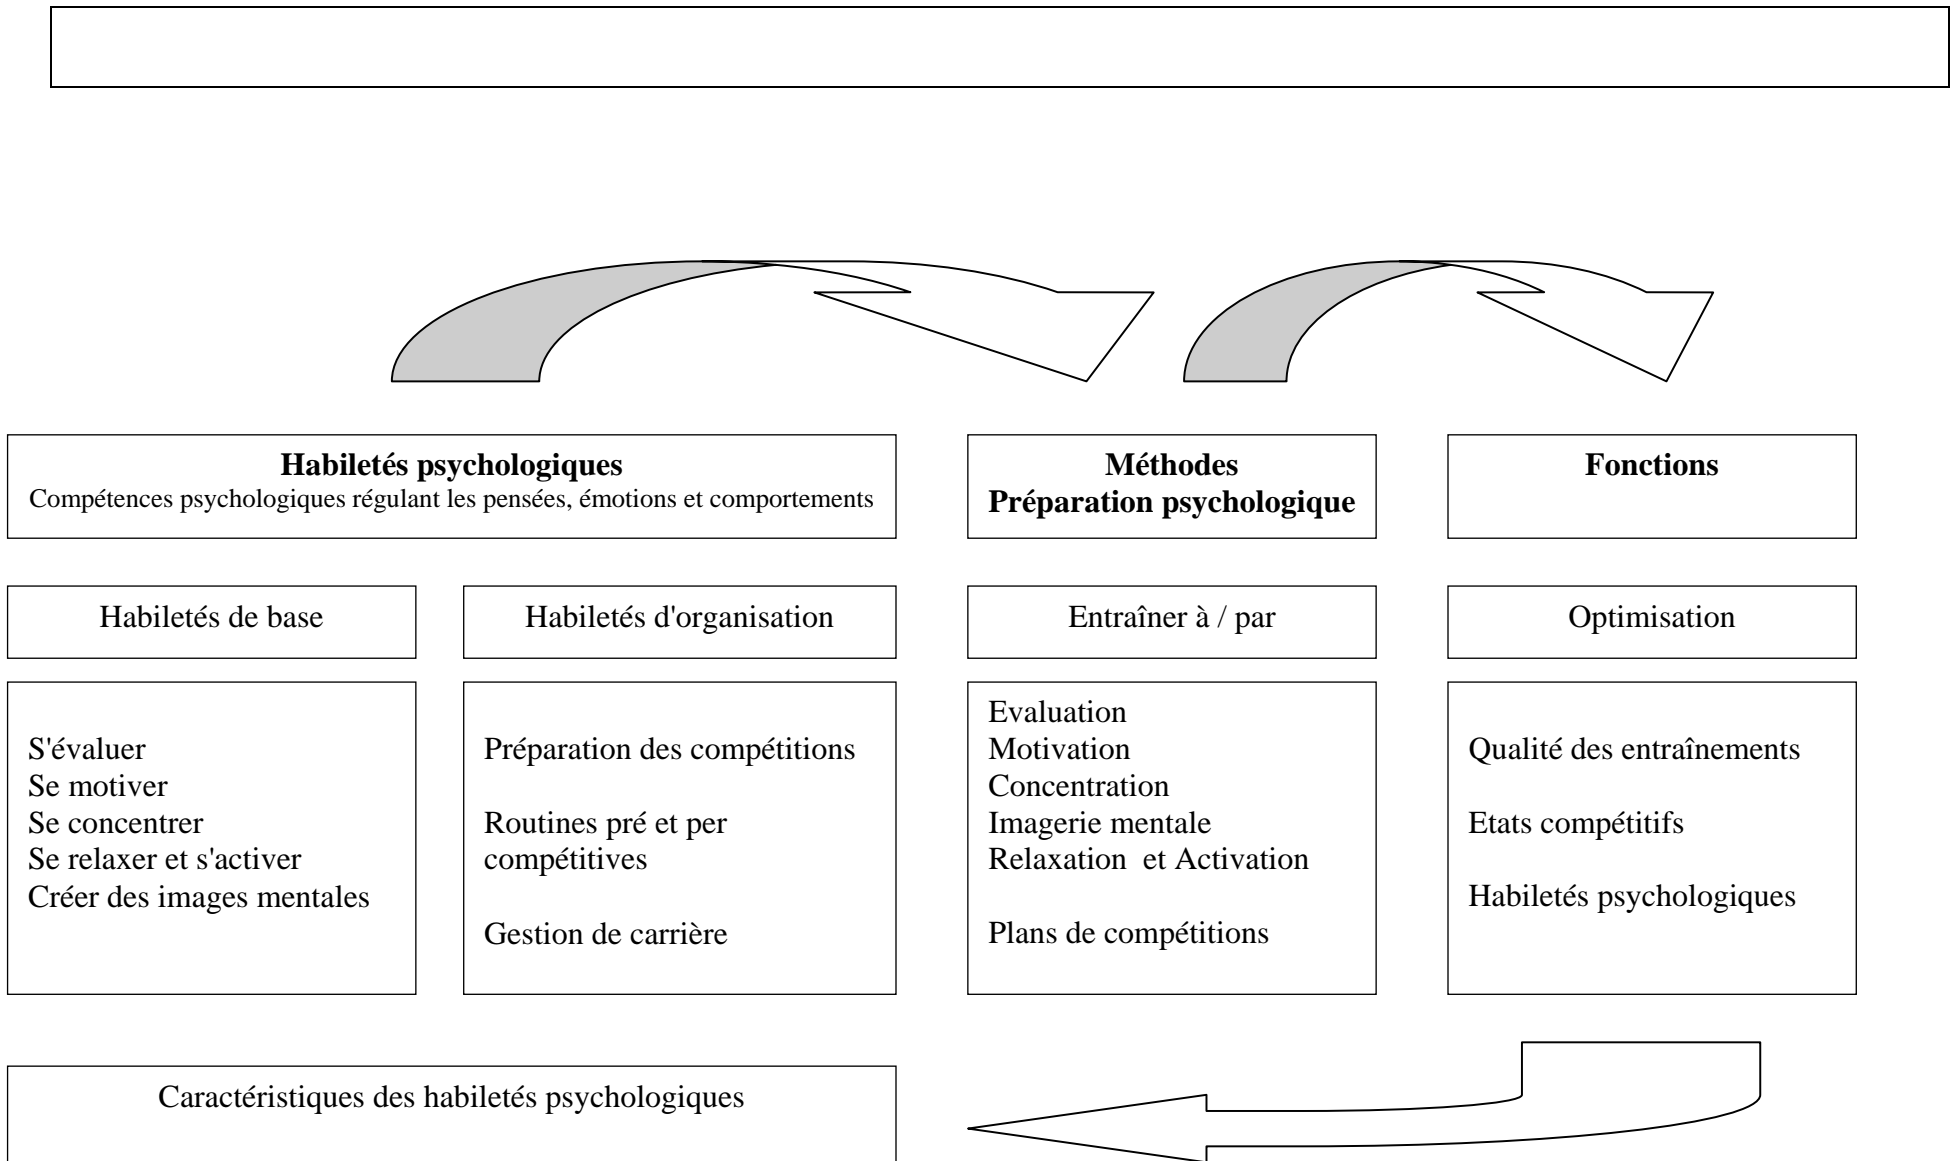 Habiletés psychologiques
Compétences psychologiques régulant les pensées, émotions et comportements
Méthodes
Préparation psychologique
Fonctions
Habiletés de base
Habiletés d'organisation
Entraîner à / par
Optimisation
S'évaluer
Se motiver
Se concentrer
Se relaxer et s'activer
Créer des images mentales
Préparation des compétitions
Routines pré et per
compétitives
Gestion de carrière
Evaluation
Motivation
Concentration
Imagerie mentale
Relaxation  et Activation
Plans de compétitions
Qualité des entraînements
Etats compétitifs
Habiletés psychologiques
Caractéristiques des habiletés psychologiques